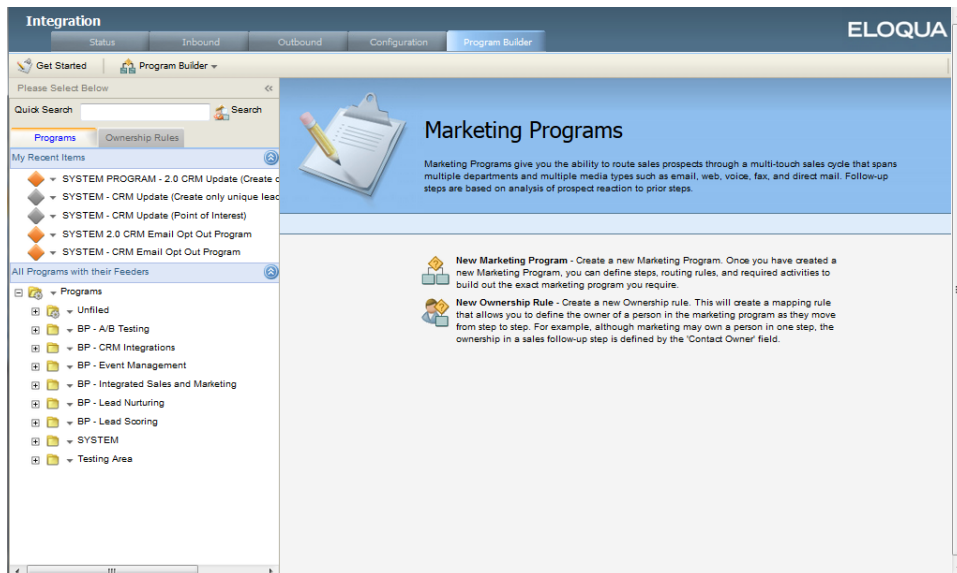 Integration
ELOQUA
Status Inbound Outbound Configuration Program Builder
Get Started Program Builder
Please Select Below
Quick Search Search
Programs Ownership Rules
My Recent Items
SYSTEM PROGRAM - 2.0 CRM Update (Create
SYSTEM - CRM Update (Create only unique lead
SYSTEM - CRM Update (Point of Interest)
SYSTEM 2.0 CRM Email Opt Out Program
SYSTEM - CRM Email Opt Out Program
All Programs with their Feeders
Programs
Unfiled
BP - A/B Testing
BP - CRM Integrations
BP - Event Management
BP - Integrated Sales and Marketing
BP - Lead Nurturing
BP - Lead Scoring
SYSTEM
Testing Area
Marketing Programs
Marketing Programs give you the ability to route sales prospects through a multi-touch sales cycle that spans
multiple departments and multiple media types such as email, web, voice, fax, and direct mail. Follow-up
steps are based on analysis of prospect reaction to prior steps.
New Marketing Program - Create a new Marketing Program. Once you have created a
new Marketing Program, you can define steps, routing rules, and required activities to
build out the exact marketing program you require.
New Ownership Rule - Create a new Ownership rule. This will create a mapping rule
that allows you to define the owner of a person in the marketing program as they move
from step to step. For example, although marketing may own a person in one step, the
ownership in a sales follow-up step is defined by the 'Contact Owner' field.